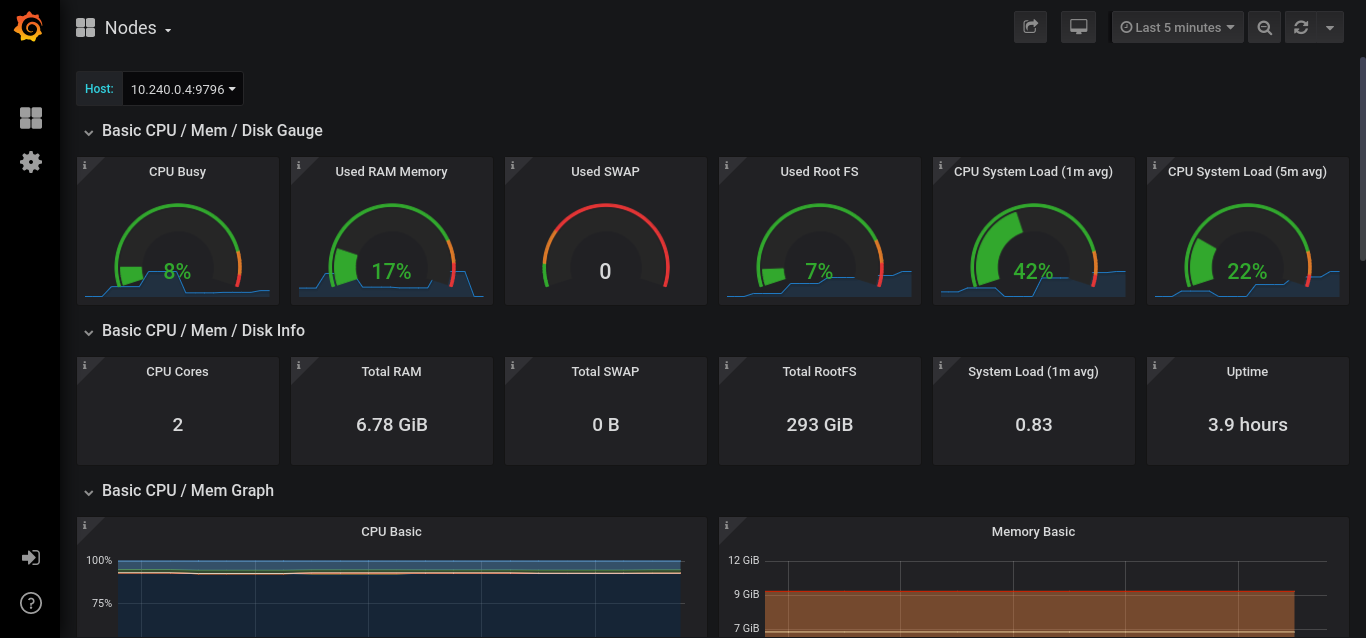 Nodes
Last 5 minutes
Host: 10.240.0.4:9796
Basic CPU / Mem / Disk Gauge
CPU Busy
8%
Used RAM Memory
17%
Used SWAP
0
Used Root FS
7%
CPU System Load (1m avg)
42%
CPU System Load (5m avg)
22%
Basic CPU / Mem / Disk Info
CPU Cores
2
Total RAM
6.78 GiB
Total SWAP
0 B
Total RootFS
293 GiB
System Load (1m avg)
0.83
Uptime
3.9 hours
Basic CPU / Mem Graph
CPU Basic
100%
75%
Memory Basic
12 GiB
9 GiB
7 GiB